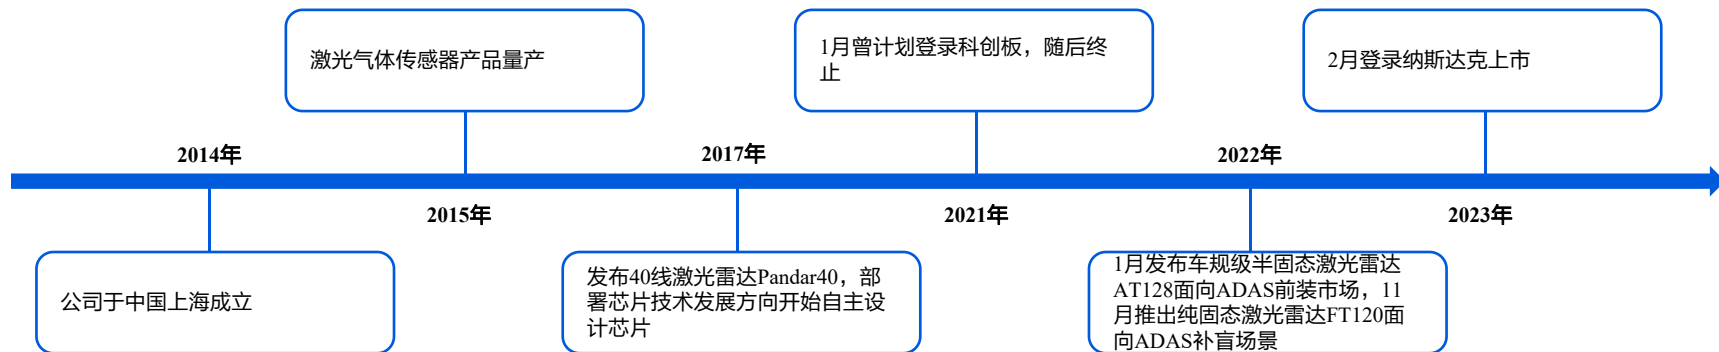 激光气体传感器产品量产
1月曾计划登录科创板，随后终
止
2月登录纳斯达克上市
2014年
2017年
2022年
2015年
2021年
2023年
公司于中国上海成立
发布40线激光雷达Pandar40，部
署芯片技术发展方向开始自主设
计芯片
1月发布车规级半固态激光雷达
AT128面向ADAS前装市场，11
月推出纯固态激光雷达FT120面
向ADAS补盲场景